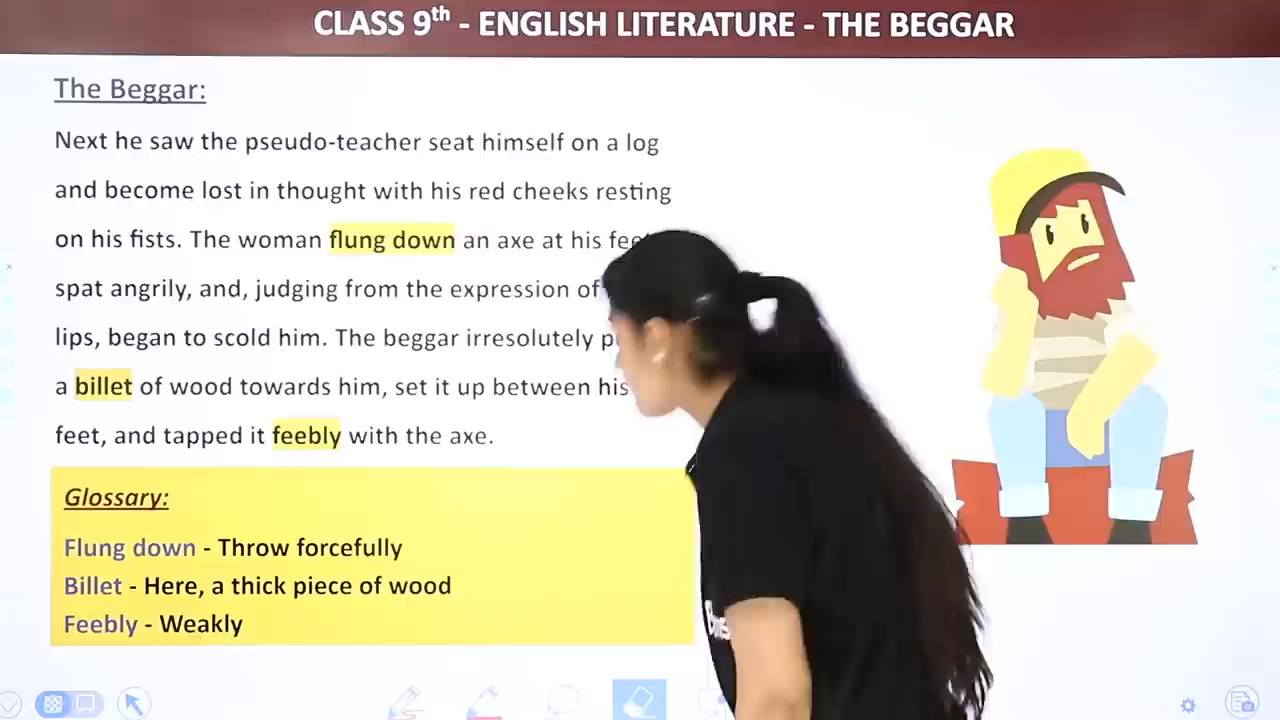 CLASS 9th - ENGLISH LITERATURE - THE BEGGAR
The Beggar:
Next he saw the pseudo-teacher seat himself on a log
and become lost in thought with his red cheeks resting
on his fists. The woman flung down an axe at his
spat angrily, and, judging from the expression of
lips, began to scold him. The beggar irresolutely
a billet of wood towards him, set it up between his
feet, and tapped it feebly with the axe.
Glossary:
Flung down - Throw forcefully
Billet - Here, a thick piece of wood
Feebly - Weakly